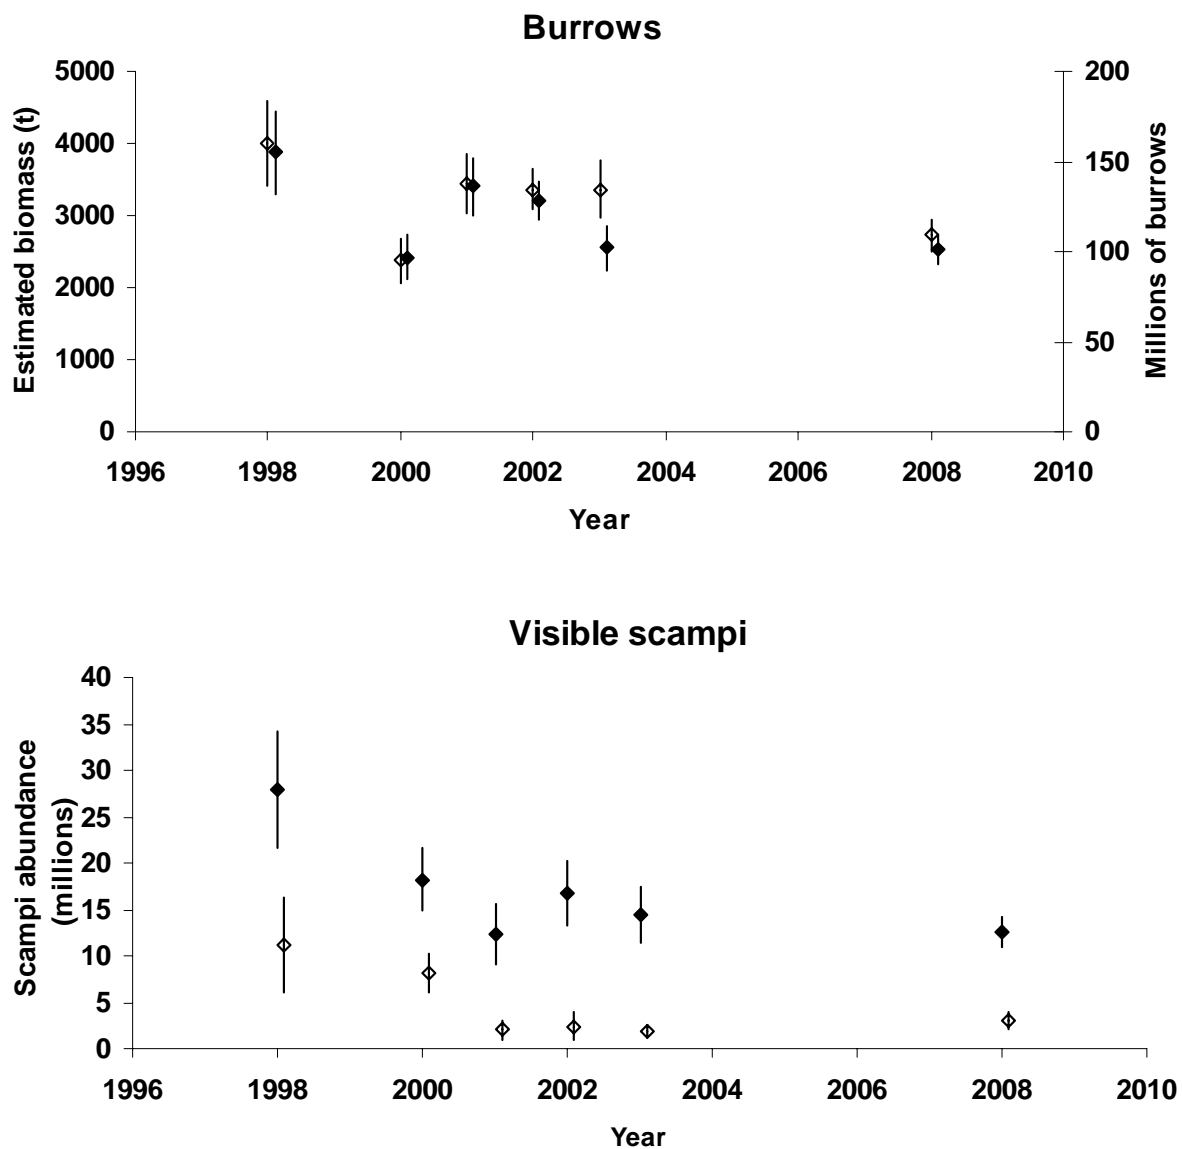 Burrows
Estimated biomass (t)
5000
4000
3000
2000
1000
0
200
150
100
50
0
Millions of burrows
1996 1998 2000 2002 2004 2006 2008 2010
Year
Visible scampi
Scampi abundance
(millions)
40
35
30
25
20
15
10
5
0
1996 1998 2000 2002 2004 2006 2008 2010
Year